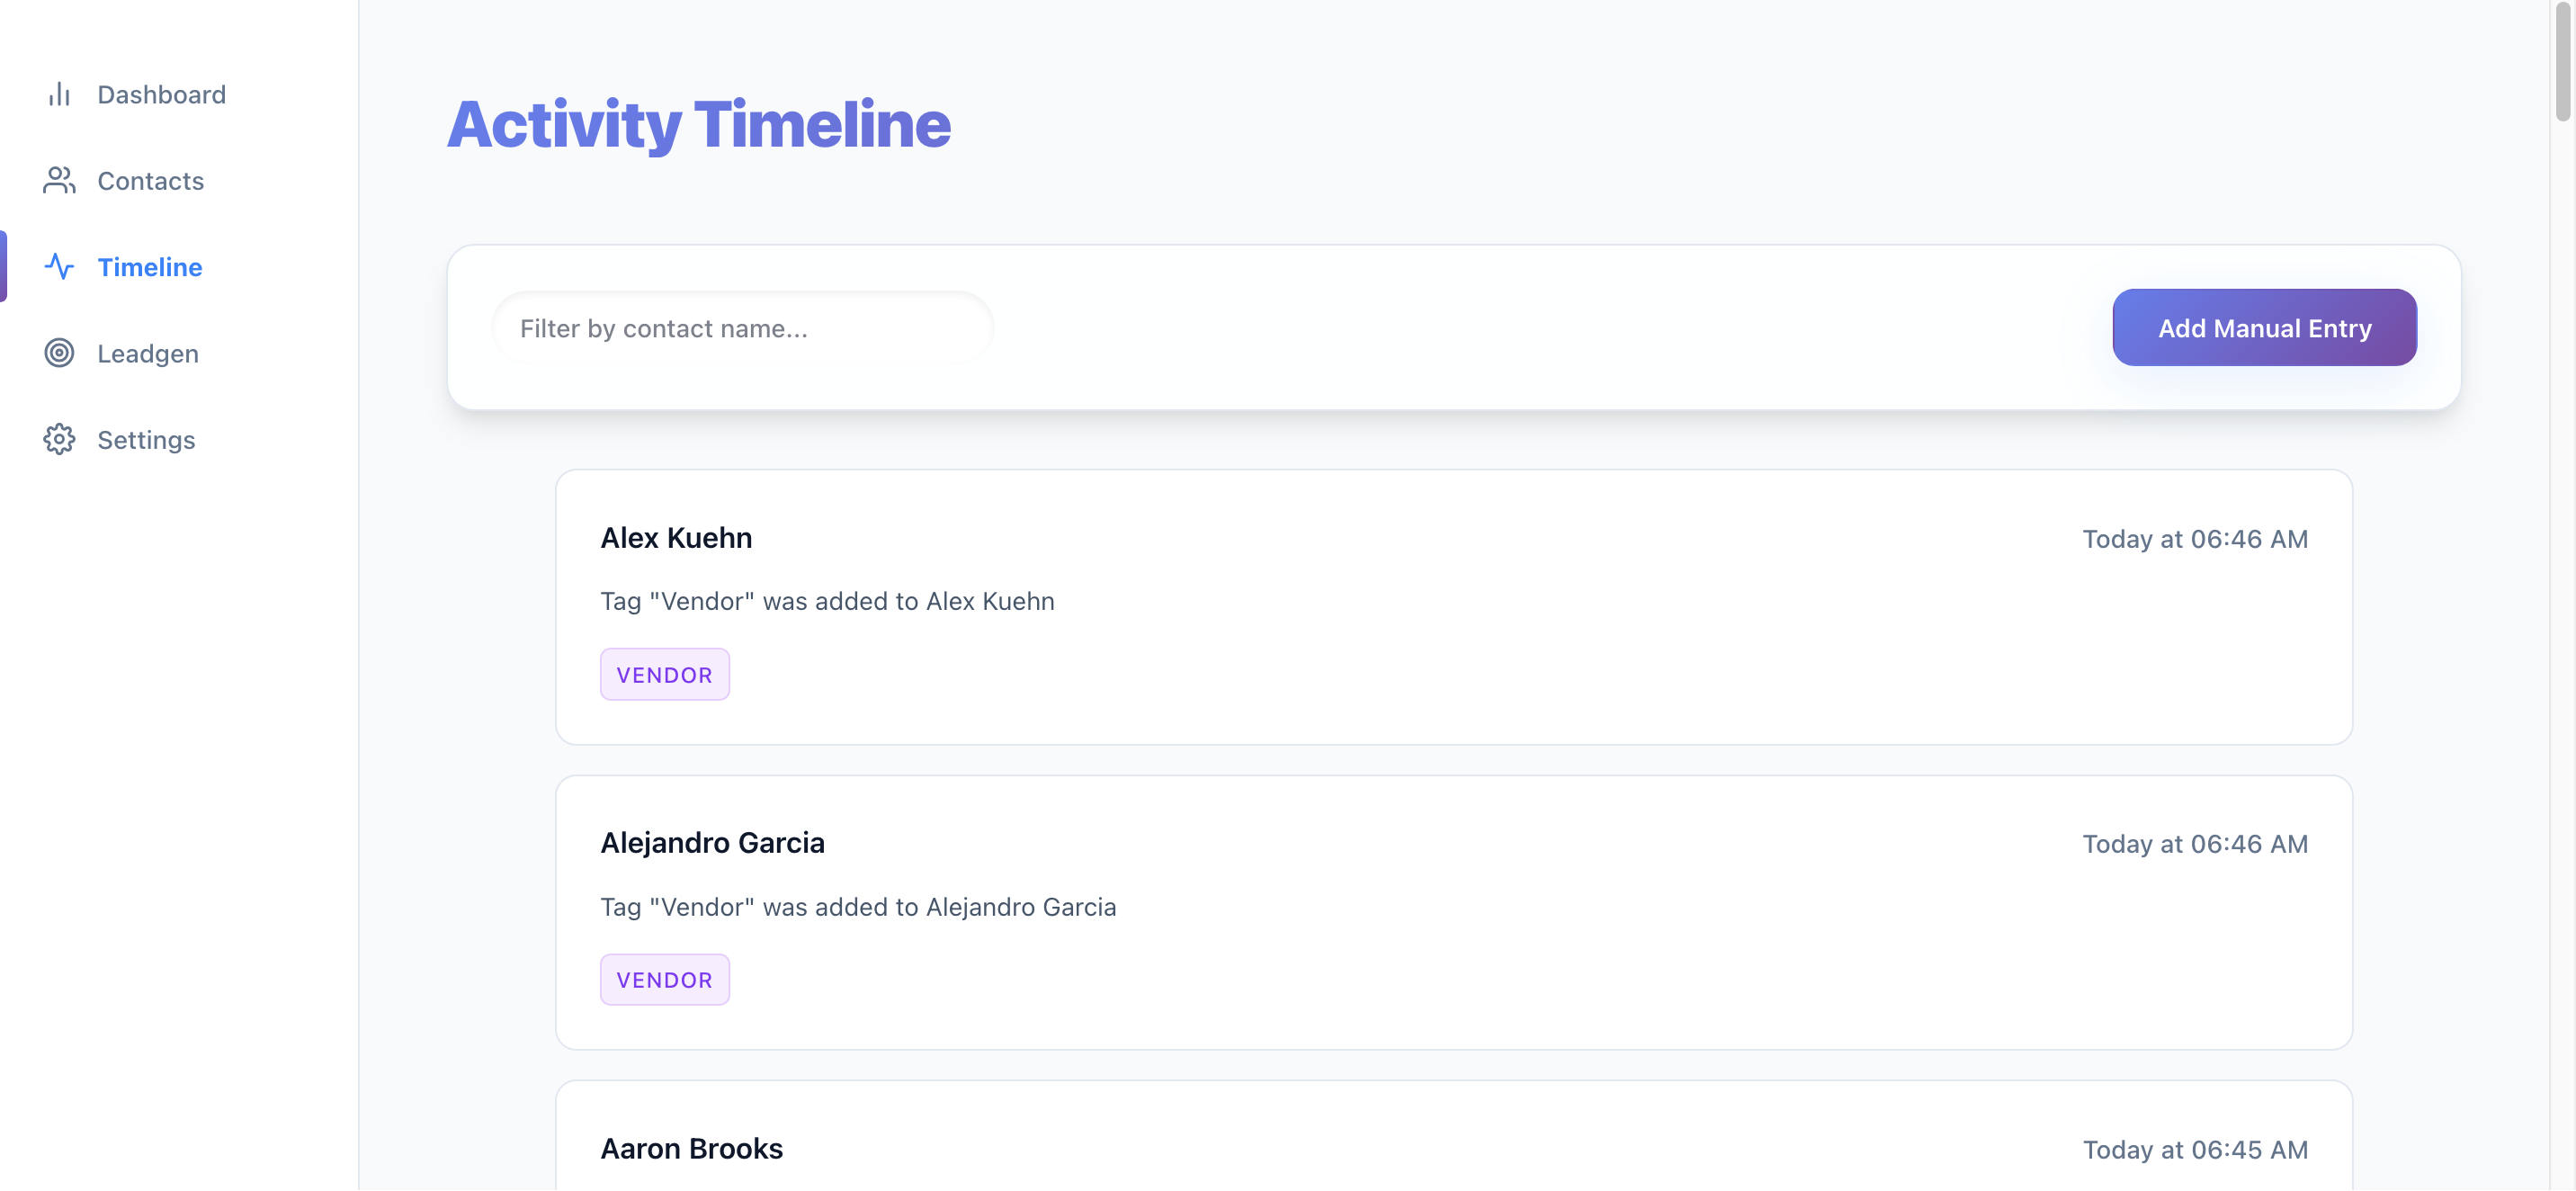 Dashboard
Contacts
Timeline
Leadgen
Settings
Activity Timeline
Filter by contact name...
Add Manual Entry
Alex Kuehn
Today at 06:46 AM
Tag "Vendor" was added to Alex Kuehn
VENDOR
Alejandro Garcia
Today at 06:46 AM
Tag "Vendor" was added to Alejandro Garcia
VENDOR
Aaron Brooks
Today at 06:45 AM